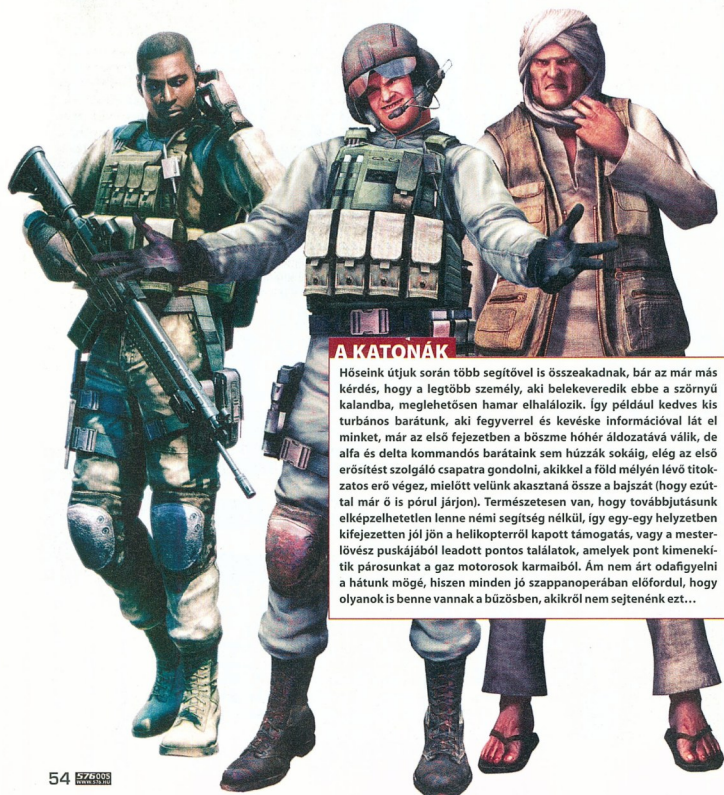 A KATONÁK
Hőseink útjuk során több segítővel is összeakadnak, bár az már más
kérdés, hogy a legtöbb személy, aki belekeveredik ebbe a szörnyű
kalandba, meglehetősen hamar elhalálozik. Így például kedves kis
turbános barátunk, aki fegyverrel és kevéske információval lát el
minket, már az első fejezetben a böszme hóhér áldozatává válik, de
alfa és delta kommandós barátaink sem húzzák sokáig, elég az első
erősítést szolgáló csapatra gondolni, akikkel a föld mélyén lévő titok-
zatos erő végez, mielőtt velünk akasztaná össze a bajszát (hogy ezút-
tal már ő is pórul járjon). Természetesen van, hogy továbbjutásunk
elképzelhetetlen lenne némi segítség nélkül, így egy-egy helyzetben
kifejezetten jól jön a helikopterről kapott támogatás, vagy a mester-
lövész puskájából leadott pontos találatok, amelyek pont kimenekí-
tik párosunkat a gaz motorosok karmaiból. Ám nem árt odafigyelni
a hátunk mögé, hiszen minden jó szappanoperában előfordul, hogy
olyanok is benne vannak a bűzösben, akikről nem sejtenénk ezt...
54 576 005
WWW.576.HU